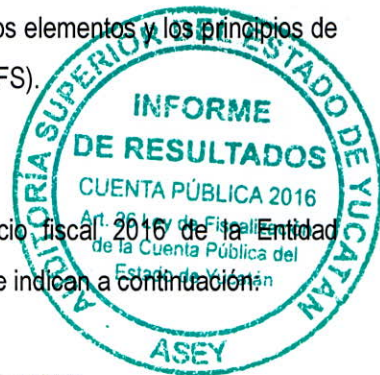 os elementos y los principios de
FS).
AUDITORÍA SUPERIOR DEL ESTADO DE YUCATÁN
INFORME
DE RESULTADOS
CUENTA PÚBLICA 2016
Art. 26 Ley de Fiscalización
de la Cuenta Pública del
Estado de Yucatán
ASEY
cio fiscal 2016 de la Entidad
e indican a continuación: